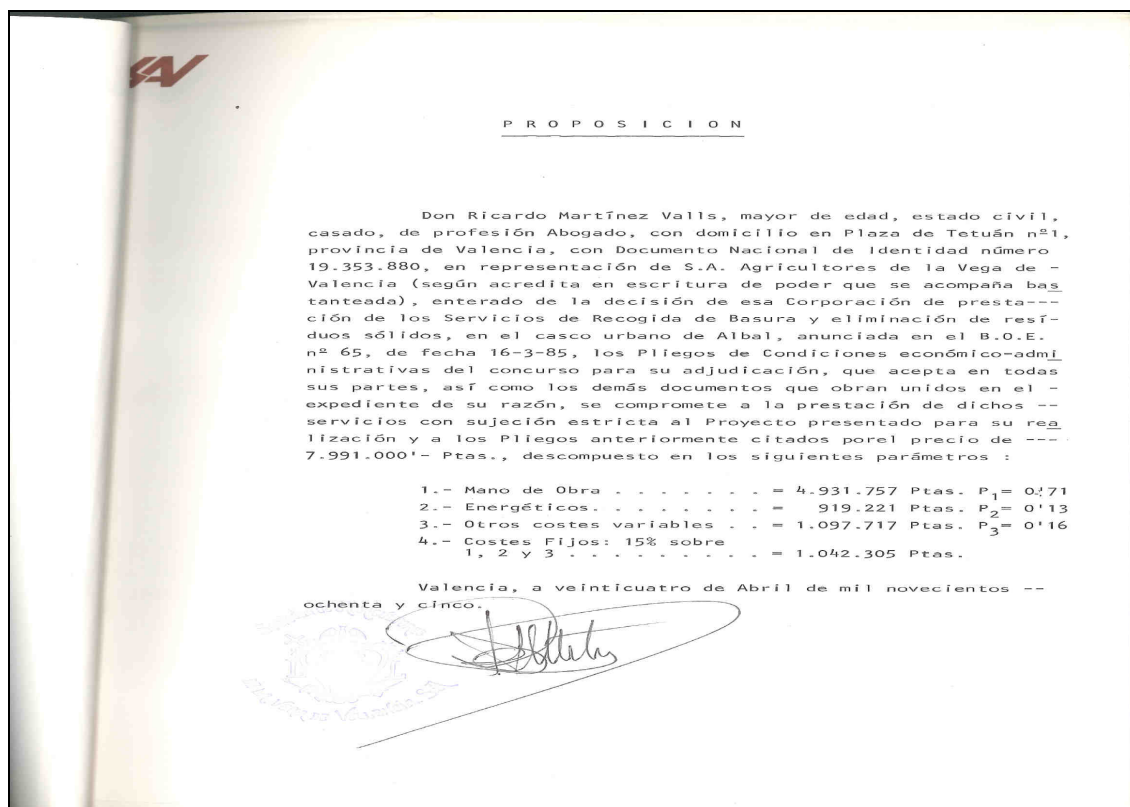 SAV
P R O P O S I C I O N
Don Ricardo Martínez Valls, mayor de edad, estado civil,
casado, de profesión Abogado, con domicilio en Plaza de Tetuán nº1,
provincia de Valencia, con Documento Nacional de Identidad número
19.353.880, en representación de S.A. Agricultores de la Vega de -
Valencia (según acredita en escritura de poder que se acompaña bas
tanteada), enterado de la decisión de esa Corporación de presta---
ción de los Servicios de Recogida de Basura y eliminación de resí-
duos sólidos, en el casco urbano de Albal, anunciada en el B.O.E.
nº 65, de fecha 16-3-85, los Pliegos de Condiciones económico-admi
nistrativas del concurso para su adjudicación, que acepta en todas
sus partes, así como los demás documentos que obran unidos en el -
expediente de su razón, se compromete a la prestación de dichos --
servicios con sujeción estricta al Proyecto presentado para su rea
lización y a los Pliegos anteriormente citados porel precio de ---
7.991.000'- Ptas., descompuesto en los siguientes parámetros :
1.- Mano de Obra . . . . . . . = 4.931.757 Ptas. P1= 0'71
2.- Energéticos. . . . . . . . = 919.221 Ptas. P2= 0'13
3.- Otros costes variables . . = 1.097.717 Ptas. P3= 0'16
4.- Costes Fijos: 15% sobre
1, 2 y 3 . . . . . . . . . = 1.042.305 Ptas.
Valencia, a veinticuatro de Abril de mil novecientos --
ochenta y cinco.